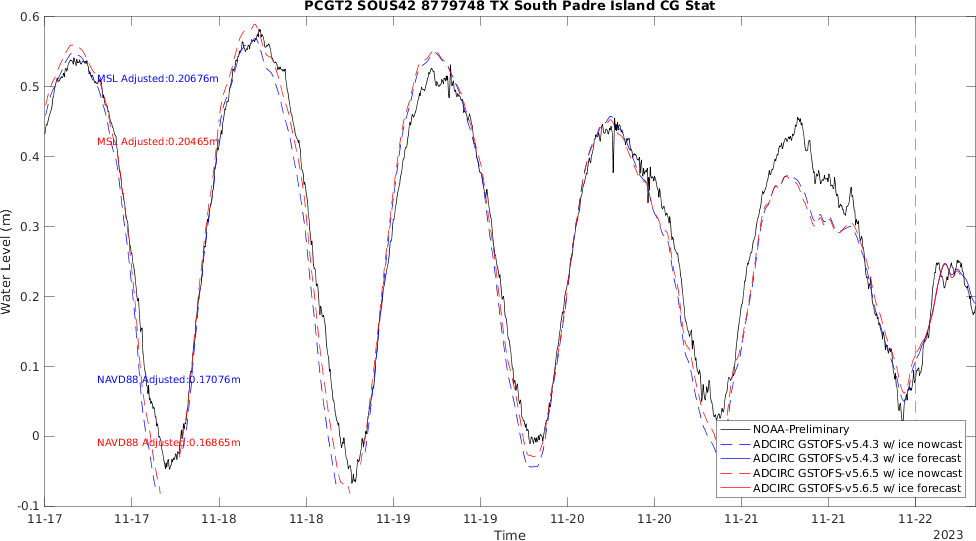 PCGT2 SOUS42 8779748 TX South Padre Island CG Stat
0.6
0.5
0.4
0.3
0.2
0.1
0
-0.1
Water Level (m)
MSL Adjusted:0.20676m
MSL Adjusted:0.20465m
NAVD88 Adjusted:0.17076m
NAVD88 Adjusted:0.16865m
NOAA-Preliminary
ADCIRC GSTOFS-v5.4.3 w/ ice nowcast
ADCIRC GSTOFS-v5.4.3 w/ ice forecast
ADCIRC GSTOFS-v5.6.5 w/ ice nowcast
ADCIRC GSTOFS-v5.6.5 w/ ice forecast
11-17 11-17 11-18 11-18 11-19 11-19 11-20 11-20 11-21 11-21 11-22
Time
2023